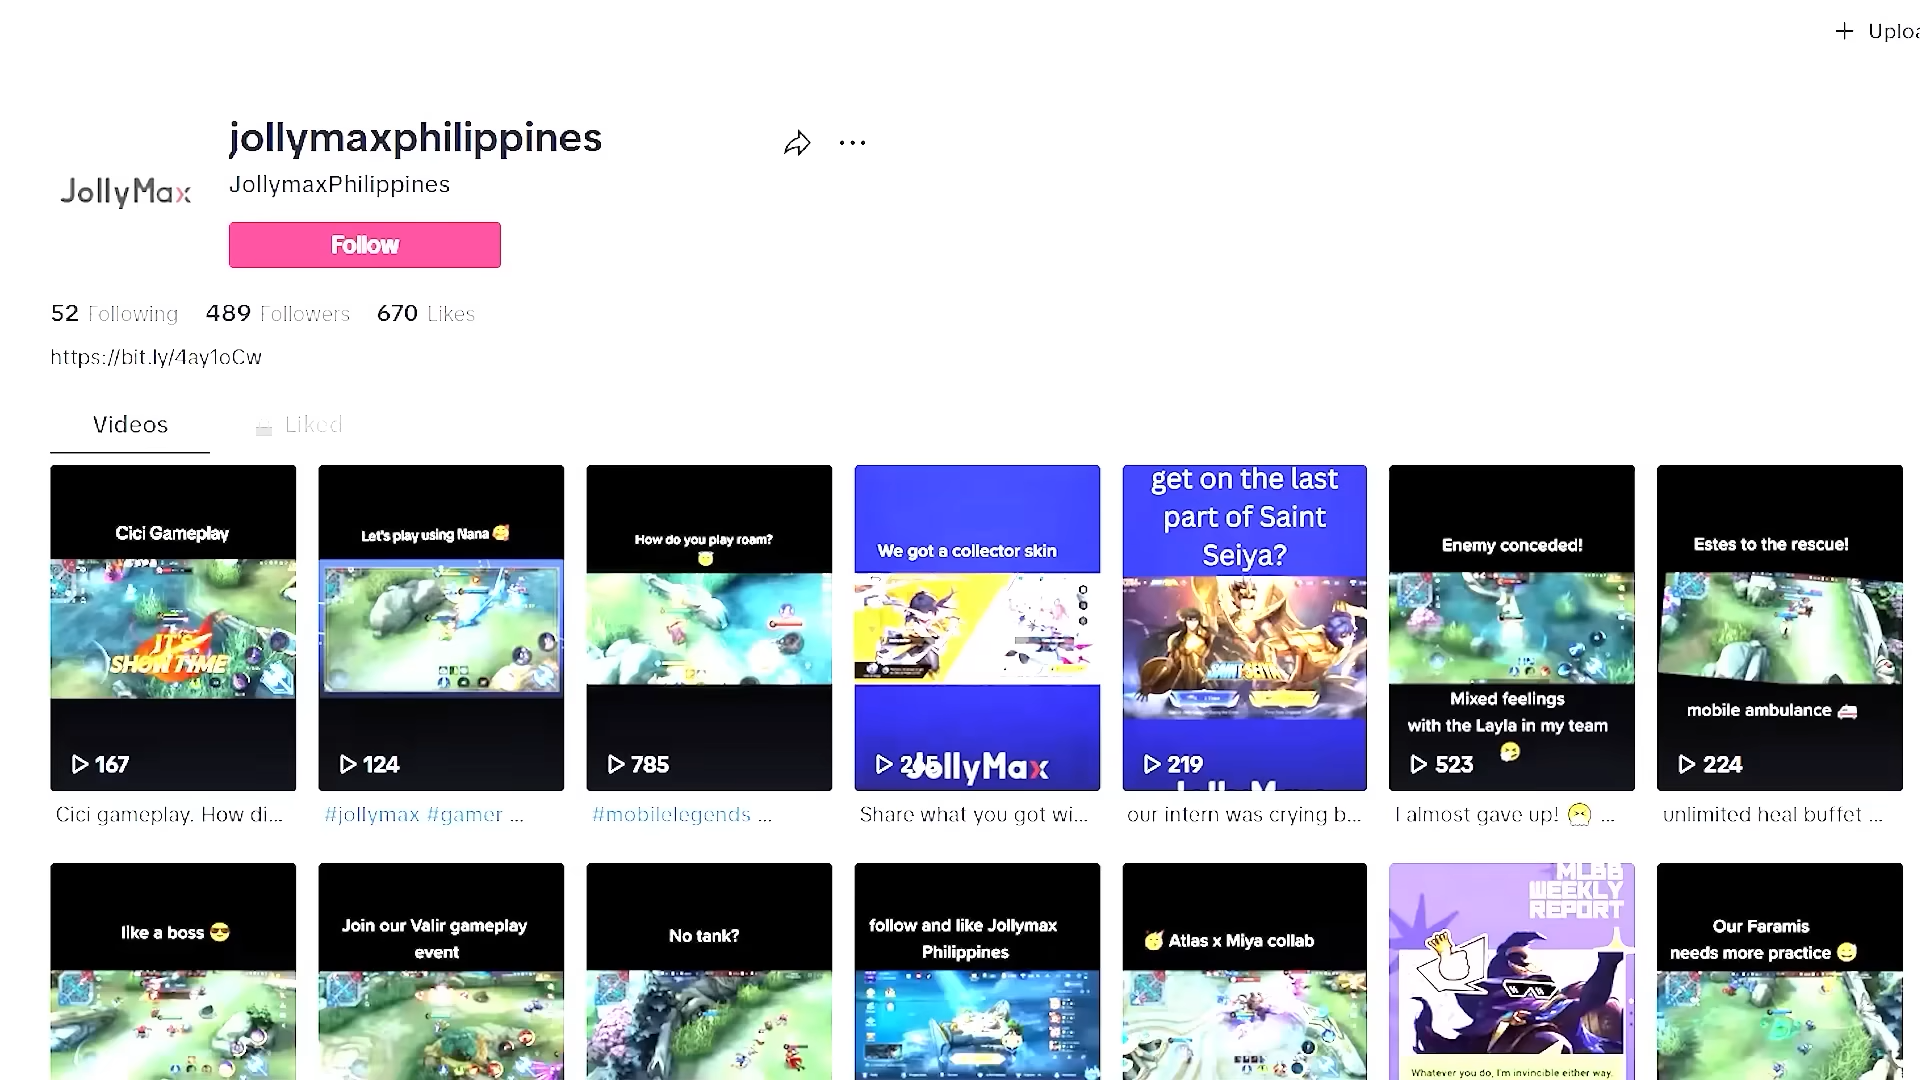 + Uploa
jollymaxphilippines
JollymaxPhilippines
JollyMax
Follow
52 Following 489 Followers 670 Likes
https://bit.ly/4ay1oCw
Videos Liked
Cici Gameplay
IT'S
SHOWTYME
167
Cici gameplay. How di...
Let's play using Nana
124
#jollymax #gamer ...
How do you play roam?
785
#mobilelegends ...
We got a collector skin
JollyMax
Share what you got wi...
get on the last
part of Saint
Seiya?
SAINT SEIYA
219
JollyMax
our intern was crying b...
Enemy conceded!
Mixed feelings
with the Layla in my team
523
I almost gave up! ...
Estes to the rescue!
mobile ambulance
224
unlimited heal buffet ...
like a boss
Join our Valir gameplay
event
No tank?
follow and like Jollymax
Philippines
Atlas x Miya collab
MLBB
WEEKLY
REPORT
Whatever you do, I'm invincible either way.
Our Faramis
needs more practice